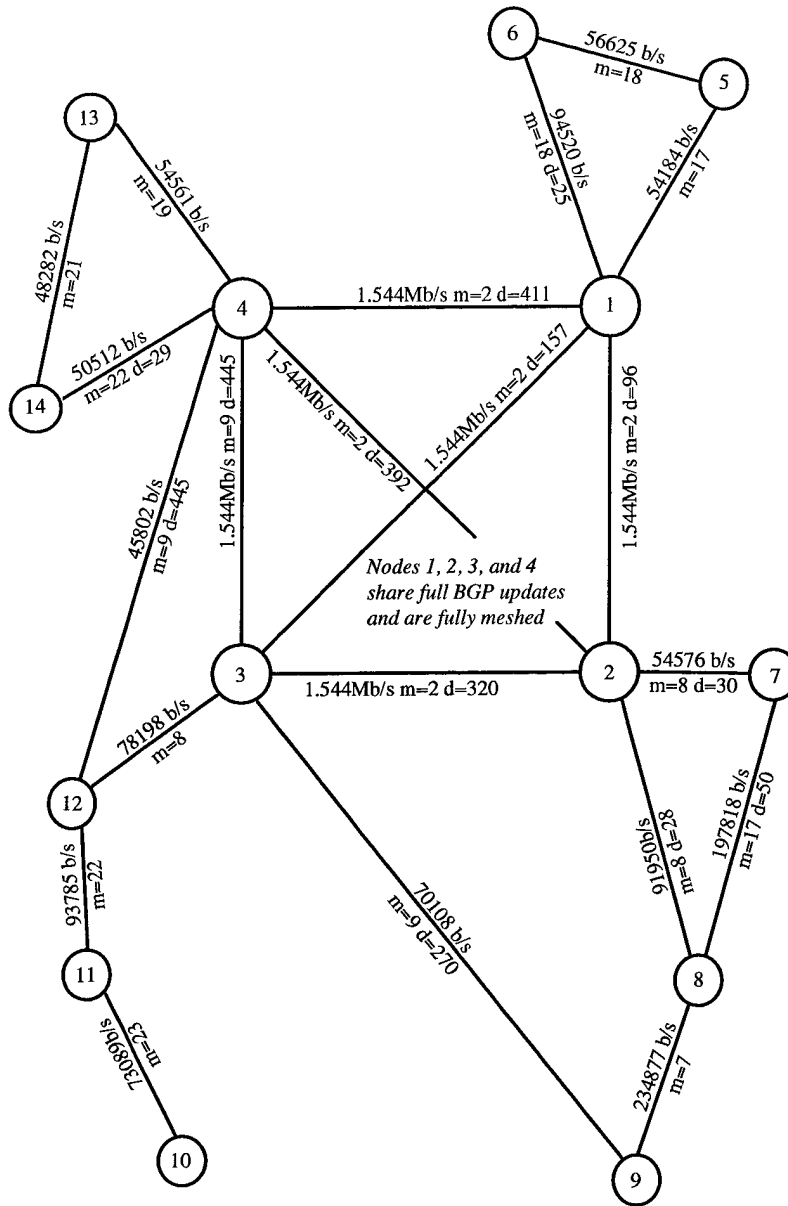 6
56625 b/s
m=18
5
94520 b/s
m=18 d=25
54184 b/s
m=17
13
54561 b/s
m=19
48282 b/s
m=21
4
1.544Mb/s m=2 d=411
1
50512 b/s
m=22 d=29
14
1.544Mb/s m=2 d=157
1.544Mb/s m=2 d=392
1.544Mb/s m=9 d=445
1.544Mb/s m=2 d=96
45802 b/s
m=9 d=445
Nodes 1, 2, 3, and 4
share full BGP updates
and are fully meshed
3
1.544Mb/s m=2 d=320
2
54576 b/s
m=8 d=30
7
78198 b/s
m=8
12
91950b/s
m=8 d=28
197818 b/s
m=17 d=50
93785 b/s
m=22
70108 b/s
m=9 d=270
11
8
73089b/s
m=23
234877 b/s
m=7
10
9